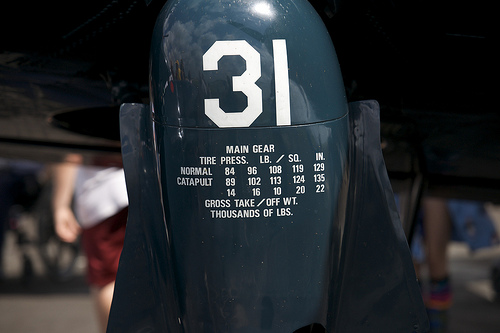 31
MAIN GEAR
TIRE PRESS. LB. / SQ. IN.
NORMAL 84 96 108 119 129
CATAPULT 89 102 113 124 135
14 16 10 20 22
GROSS TAKE / OFF WT.
THOUSANDS OF LBS.